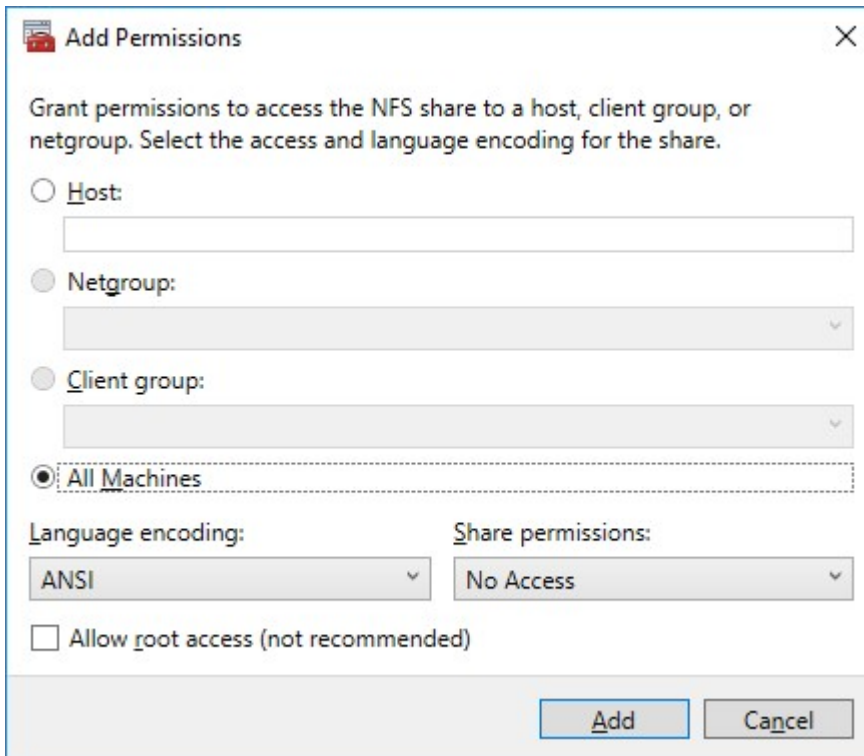 Add Permissions
Grant permissions to access the NFS share to a host, client group, or
netgroup. Select the access and language encoding for the share.
Host:
Netgroup:
Client group:
All Machines
Language encoding: Share permissions:
ANSI No Access
Allow root access (not recommended)
Add Cancel